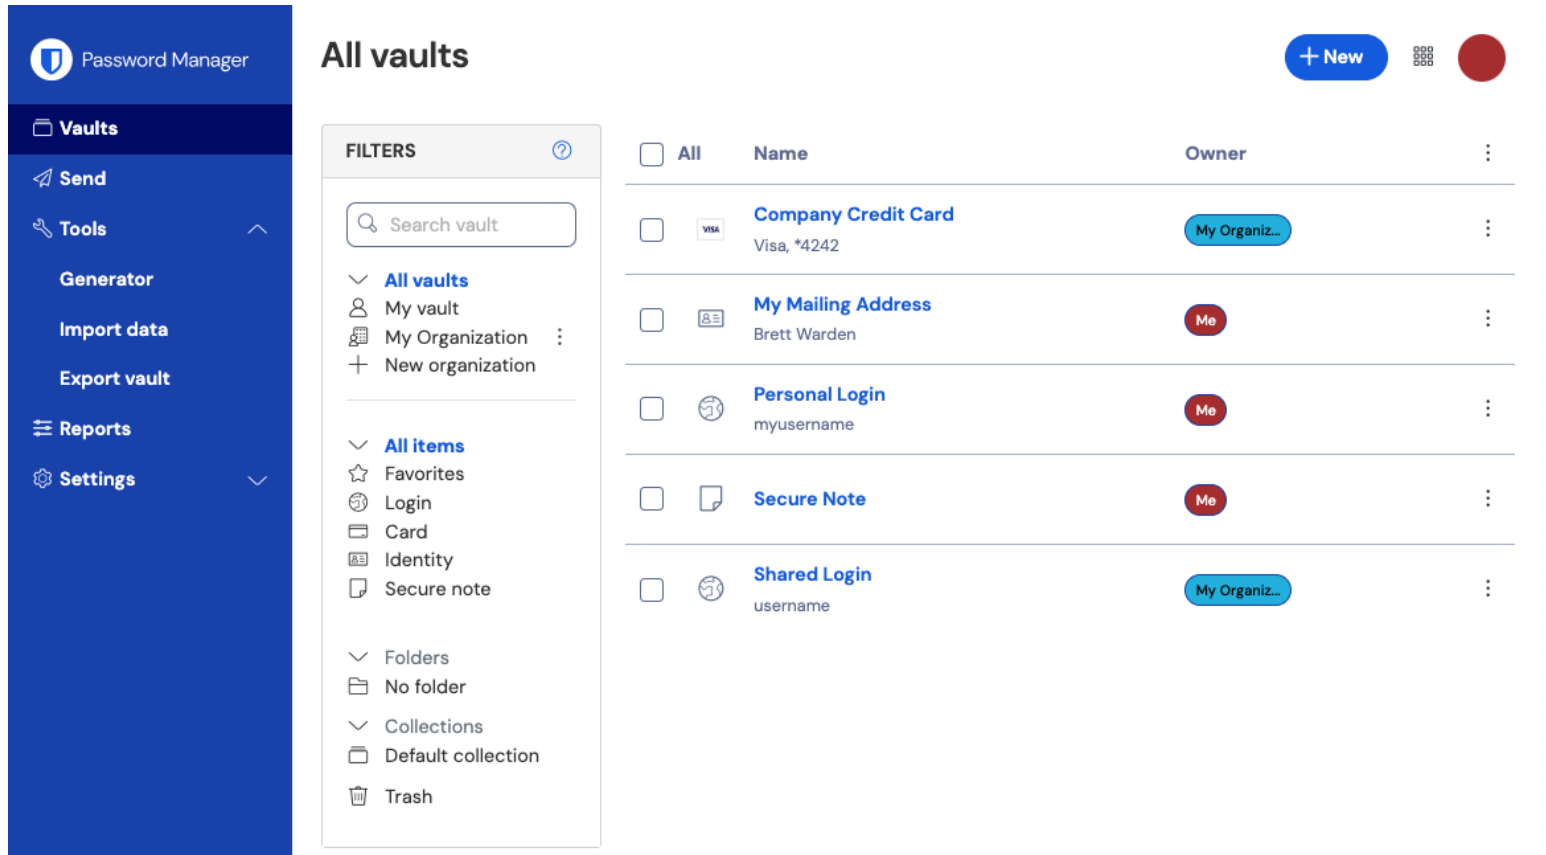 Password Manager
Vaults
Send
Tools
Generator
Import data
Export vault
Reports
Settings
All vaults
New
FILTERS
?
Search vault
All vaults
My vault
My Organization
New organization
All items
Favorites
Login
Card
Identity
Secure note
Folders
No folder
Collections
Default collection
Trash
All Name Owner
VISA Company Credit Card My Organiz...
Visa, *4242
My Mailing Address Me
Brett Warden
Personal Login Me
myusername
Secure Note Me
Shared Login My Organiz...
username